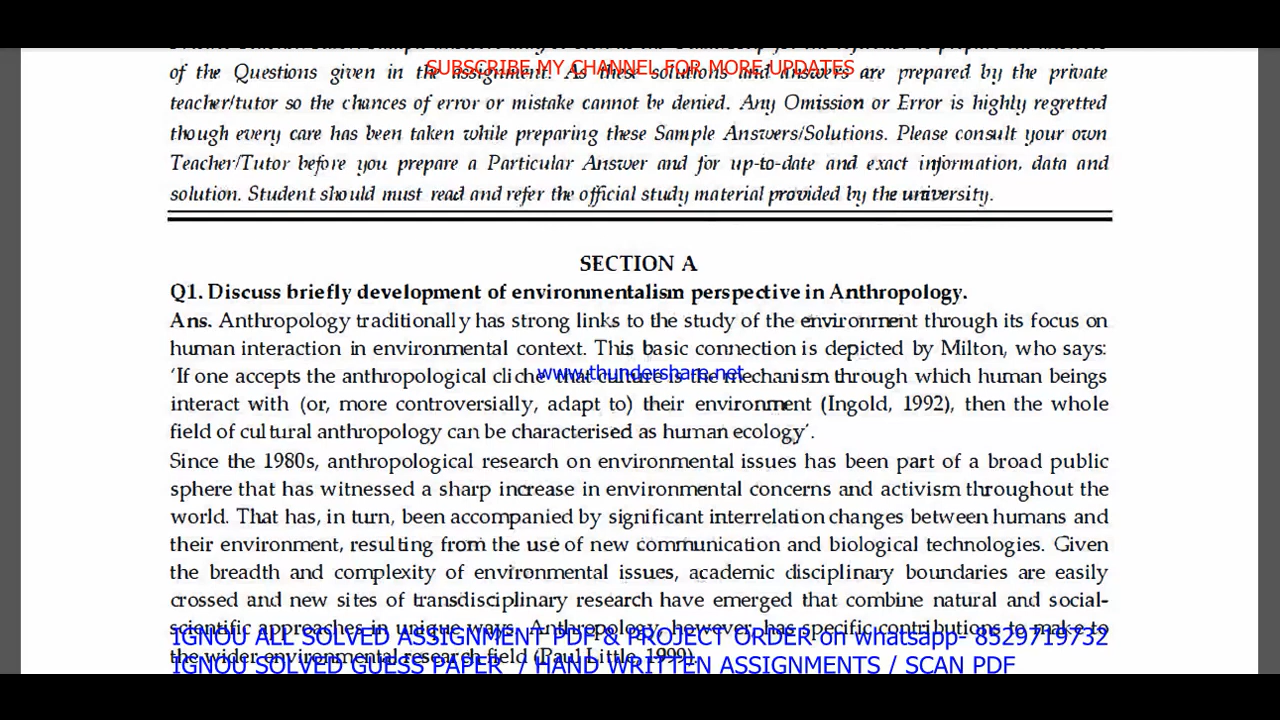 of the Questions given in the assignment. As these solutions and answers are prepared by the private
SUBSCRIBE MY CHANNEL FOR MORE UPDATES
teacher/tutor so the chances of error or mistake cannot be denied. Any Omission or Error is highly regretted
though every care has been taken while preparing these Sample Answers/Solutions. Please consult your own
Teacher/Tutor before you prepare a Particular Answer and for up-to-date and exact information, data and
solution. Student should must read and refer the official study material provided by the university.
SECTION A
Q1. Discuss briefly development of environmentalism perspective in Anthropology.
Ans. Anthropology traditionally has strong links to the study of the environment through its focus on
human interaction in environmental context. This basic connection is depicted by Milton, who says:
'If one accepts the anthropological cliche that culture is the mechanism through which human beings
www.thundershare.net
interact with (or, more controversially, adapt to) their environment (Ingold, 1992), then the whole
field of cultural anthropology can be characterised as human ecology'.
Since the 1980s, anthropological research on environmental issues has been part of a broad public
sphere that has witnessed a sharp increase in environmental concerns and activism throughout the
world. That has, in turn, been accompanied by significant interrelation changes between humans and
their environment, resulting from the use of new communication and biological technologies. Given
the breadth and complexity of environmental issues, academic disciplinary boundaries are easily
crossed and new sites of transdisciplinary research have emerged that combine natural and social-
scientific approaches in unique ways. Anthropology, however, has specific contributions to make to
IGNOU ALL SOLVED ASSIGNMENT PDF & PROJECT ORDER on whatsapp- 8529719732
the wider environmental research field (Paul Little, 1999).
IGNOU SOLVED GUESS PAPER / HAND WRITTEN ASSIGNMENTS / SCAN PDF